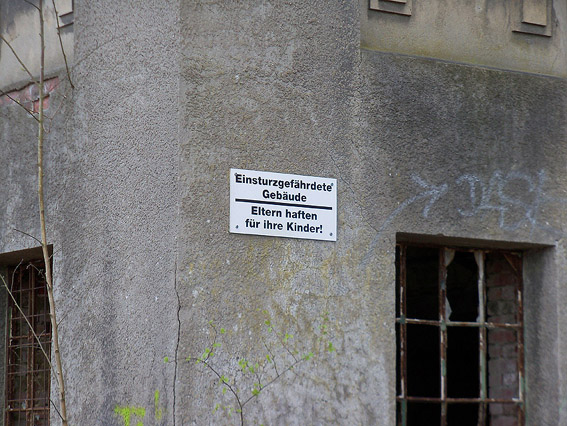 Einsturzgefährdete
Gebäude
Eltern haften
für ihre Kinder!